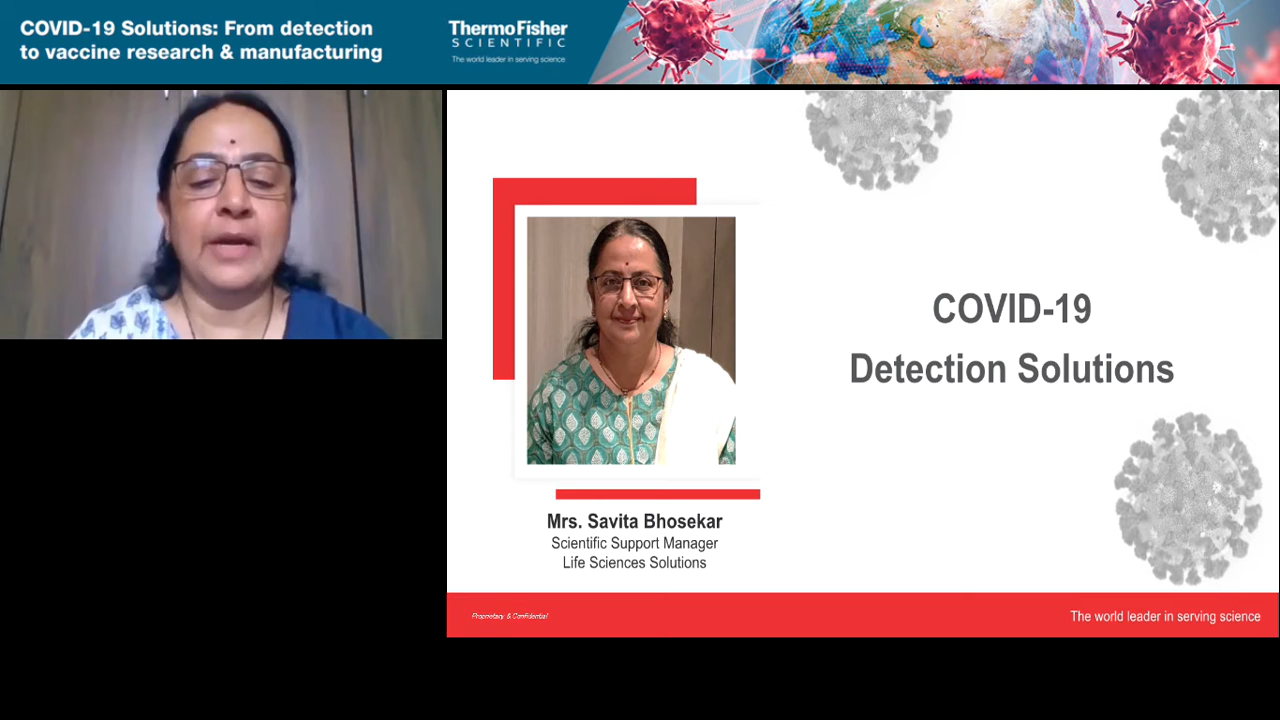 COVID-19 Solutions: From detection
to vaccine research & manufacturing
ThermoFisher
SCIENTIFIC
The world leader in serving science
COVID-19
Detection Solutions
Mrs. Savita Bhosekar
Scientific Support Manager
Life Sciences Solutions
Proprietary & Confidential
The world leader in serving science